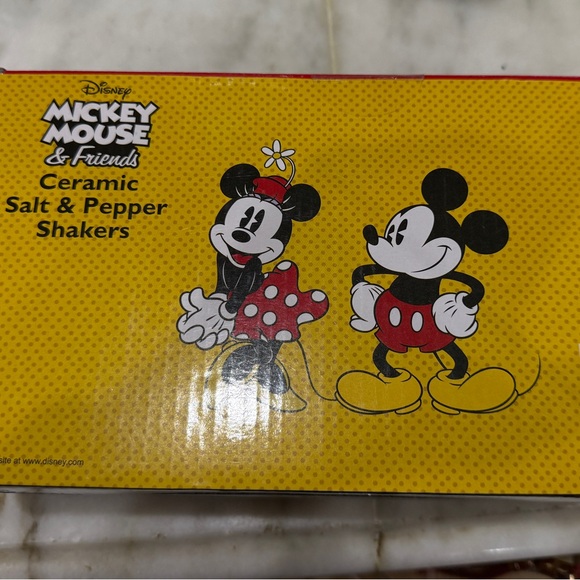 Disney
MICKEY
MOUSE
& Friends
Ceramic
Salt & Pepper
Shakers
site at www.disney.com